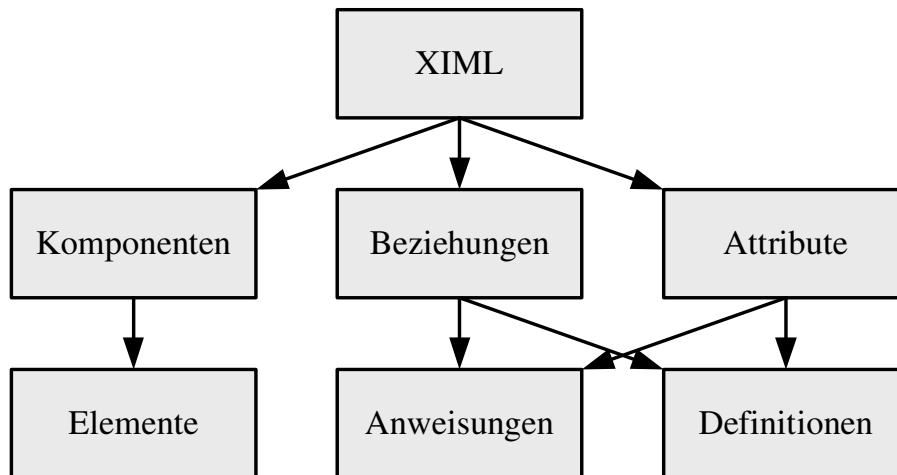 XIML
Komponenten
Beziehungen
Attribute
Elemente
Anweisungen
Definitionen